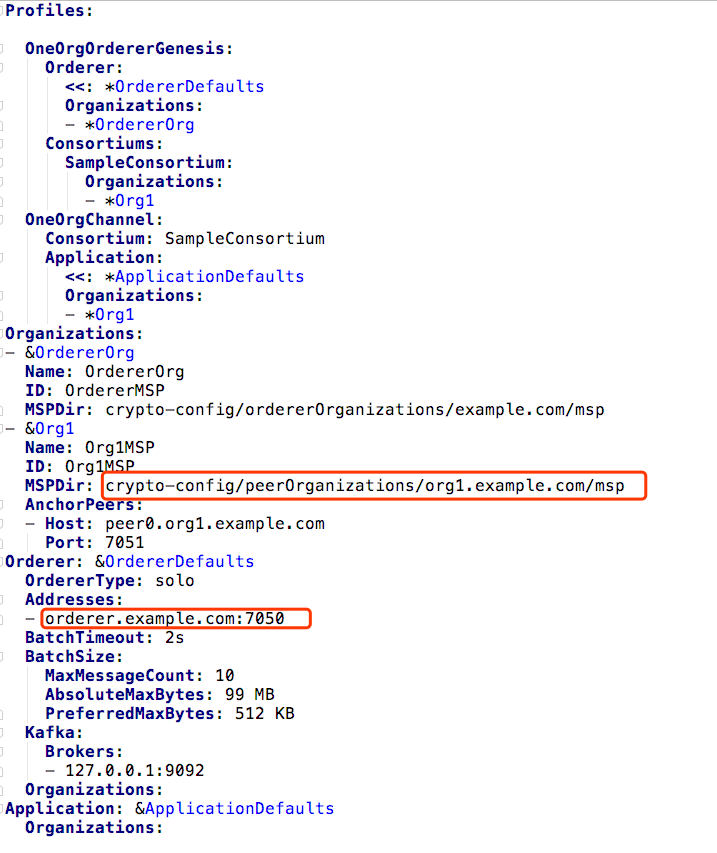 Profiles:
OneOrgOrdererGenesis:
Orderer:
<<: *OrdererDefaults
Organizations:
- *OrdererOrg
Consortiums:
SampleConsortium:
Organizations:
- *Org1
OneOrgChannel:
Consortium: SampleConsortium
Application:
<<: *ApplicationDefaults
Organizations:
- *Org1
Organizations:
- &OrdererOrg
Name: OrdererOrg
ID: OrdererMSP
MSPDir: crypto-config/ordererOrganizations/example.com/msp
- &Org1
Name: Org1MSP
ID: Org1MSP
MSPDir: crypto-config/peerOrganizations/org1.example.com/msp
AnchorPeers:
- Host: peer0.org1.example.com
Port: 7051
Orderer: &OrdererDefaults
OrdererType: solo
Addresses:
- orderer.example.com:7050
BatchTimeout: 2s
BatchSize:
MaxMessageCount: 10
AbsoluteMaxBytes: 99 MB
PreferredMaxBytes: 512 KB
Kafka:
Brokers:
- 127.0.0.1:9092
Organizations:
Application: &ApplicationDefaults
Organizations: